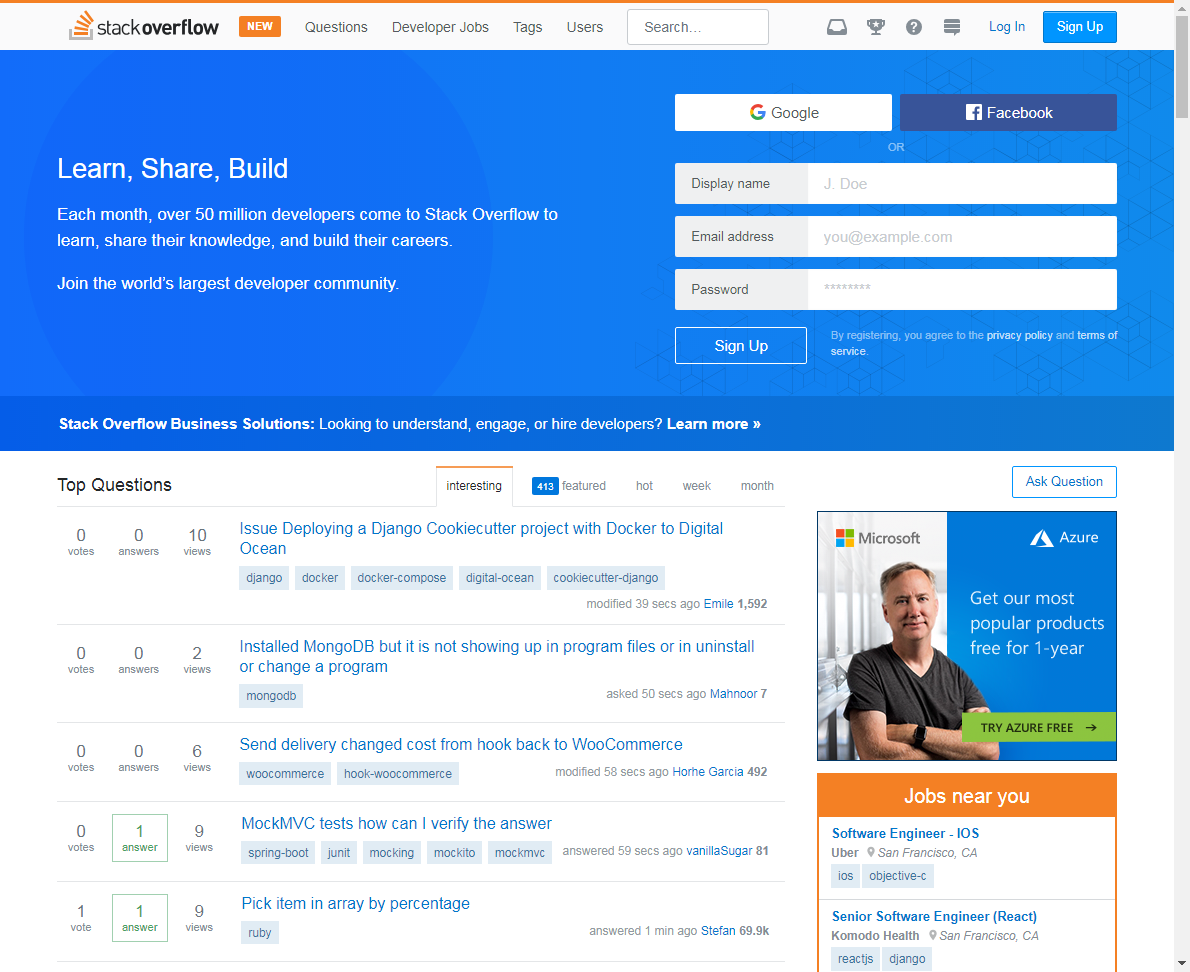 stackoverflow NEW Questions Developer Jobs Tags Users Search... Log In Sign Up
Google Facebook
OR
Learn, Share, Build
Each month, over 50 million developers come to Stack Overflow to
learn, share their knowledge, and build their careers.
Join the world’s largest developer community.
Display name J. Doe
Email address you@example.com
Password ********
Sign Up
By registering, you agree to the privacy policy and terms of
service.
Stack Overflow Business Solutions: Looking to understand, engage, or hire developers? Learn more »
Top Questions
interesting 413 featured hot week month
Ask Question
0 0 10
votes answers views
Issue Deploying a Django Cookiecutter project with Docker to Digital
Ocean
django docker docker-compose digital-ocean cookiecutter-django
modified 39 secs ago Emile 1,592
0 0 2
votes answers views
Installed MongoDB but it is not showing up in program files or in uninstall
or change a program
mongodb
asked 50 secs ago Mahnoor 7
0 0 6
votes answers views
Send delivery changed cost from hook back to WooCommerce
woocommerce hook-woocommerce
modified 58 secs ago Horhe Garcia 492
0 1 9
votes answer views
MockMVC tests how can I verify the answer
spring-boot junit mocking mockito mockmvc
answered 59 secs ago vanillaSugar 81
1 1 9
vote answer views
Pick item in array by percentage
ruby
answered 1 min ago Stefan 69.9k
Microsoft Azure
Get our most
popular products
free for 1-year
TRY AZURE FREE →
Jobs near you
Software Engineer - IOS
Uber San Francisco, CA
ios objective-c
Senior Software Engineer (React)
Komodo Health San Francisco, CA
reactjs django